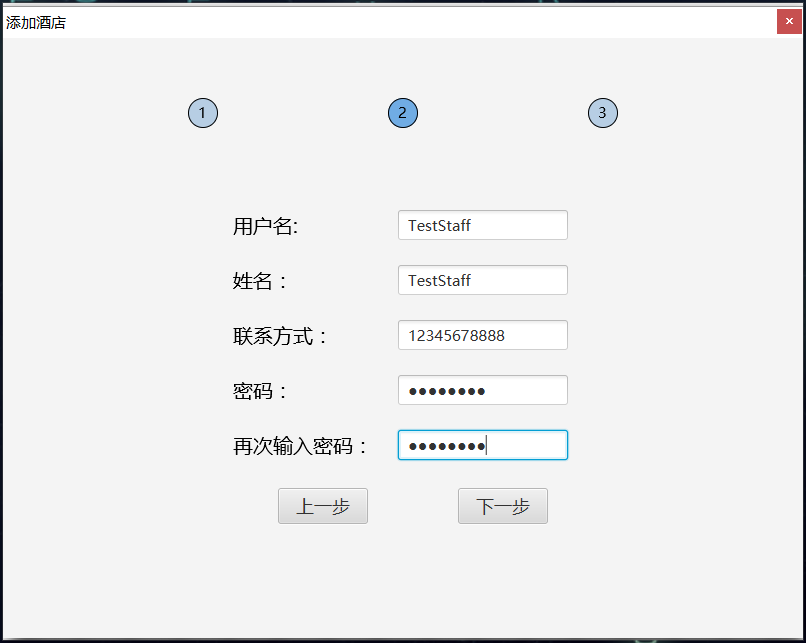 添加酒店 ×
1 2 3
用户名: TestStaff
姓名： TestStaff
联系方式： 12345678888
密码： ●●●●●●●●
再次输入密码： ●●●●●●●●
上一步 下一步